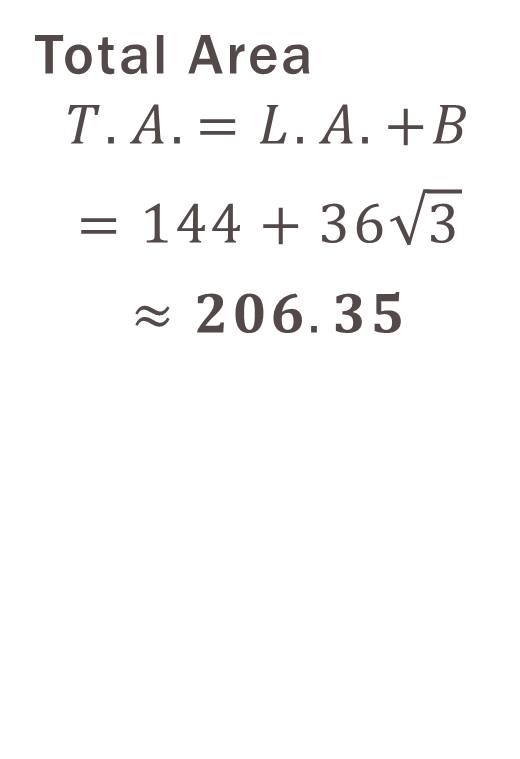 Total Area
T.A.= L.A.+B
= 144 + 36√3
≈ 206.35